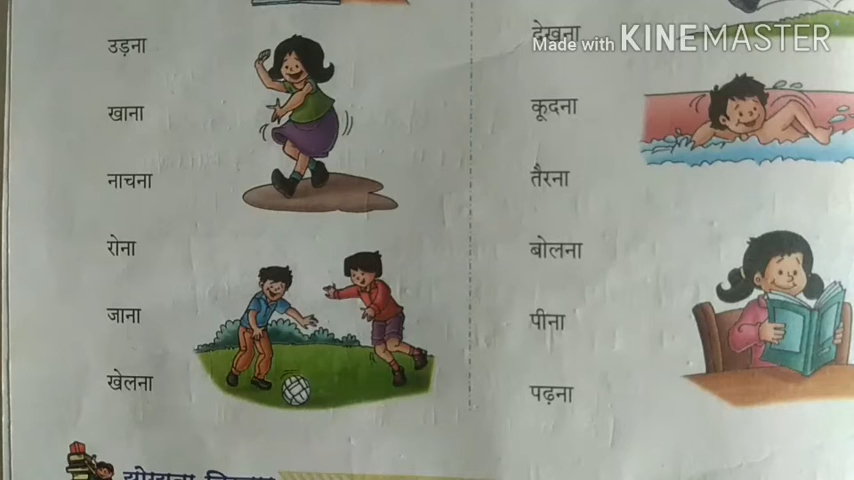 उड़ना
खाना
नाचना
रोना
जाना
खेलना
देखना
कूदना
तैरना
बोलना
पीना
पढ़ना
Made with KINEMASTER